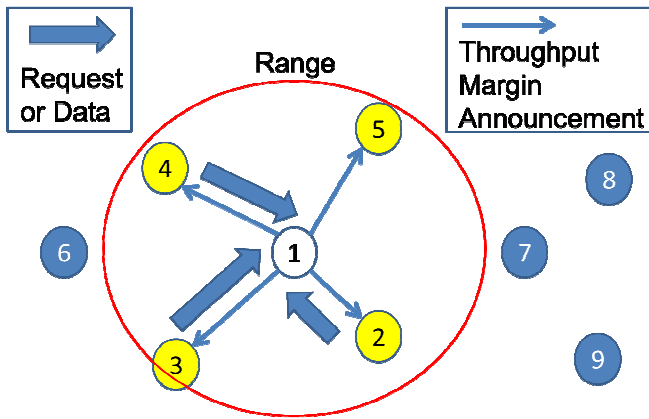 Request
or Data
Range
Throughput
Margin
Announcement
5
4
8
1
6
7
2
3
9